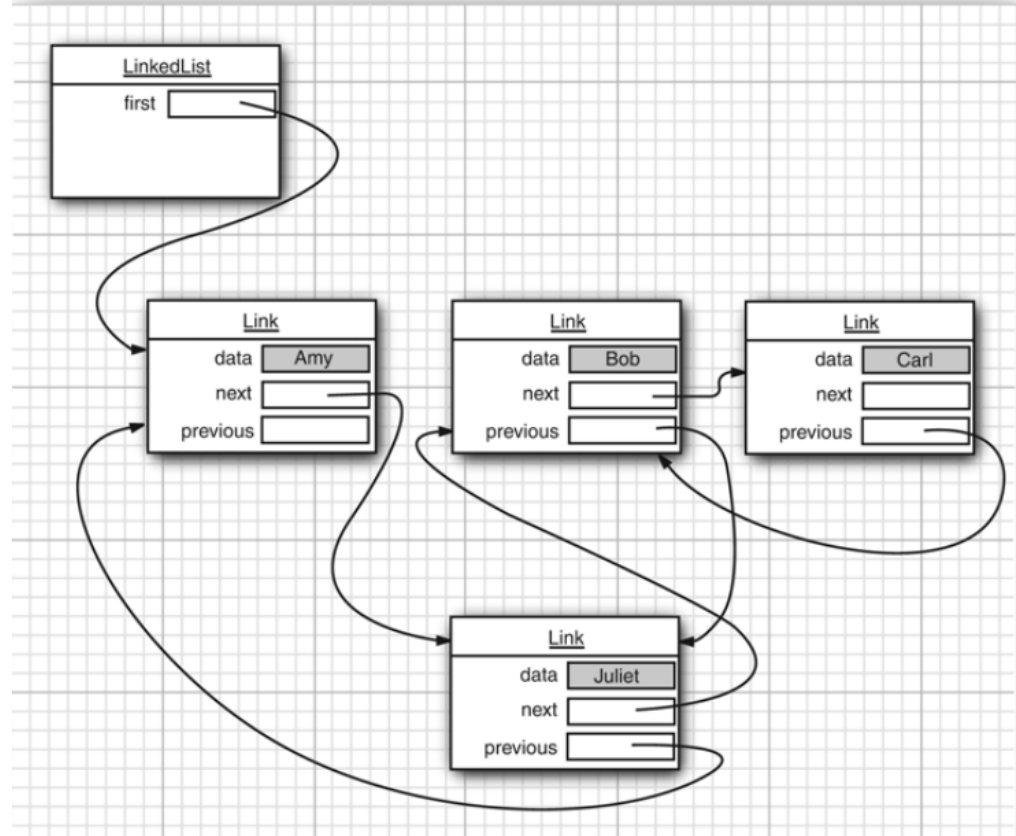 LinkedList
first
Link
data Amy
next
previous
Link
data Bob
next
previous
Link
data Carl
next
previous
Link
data Juliet
next
previous